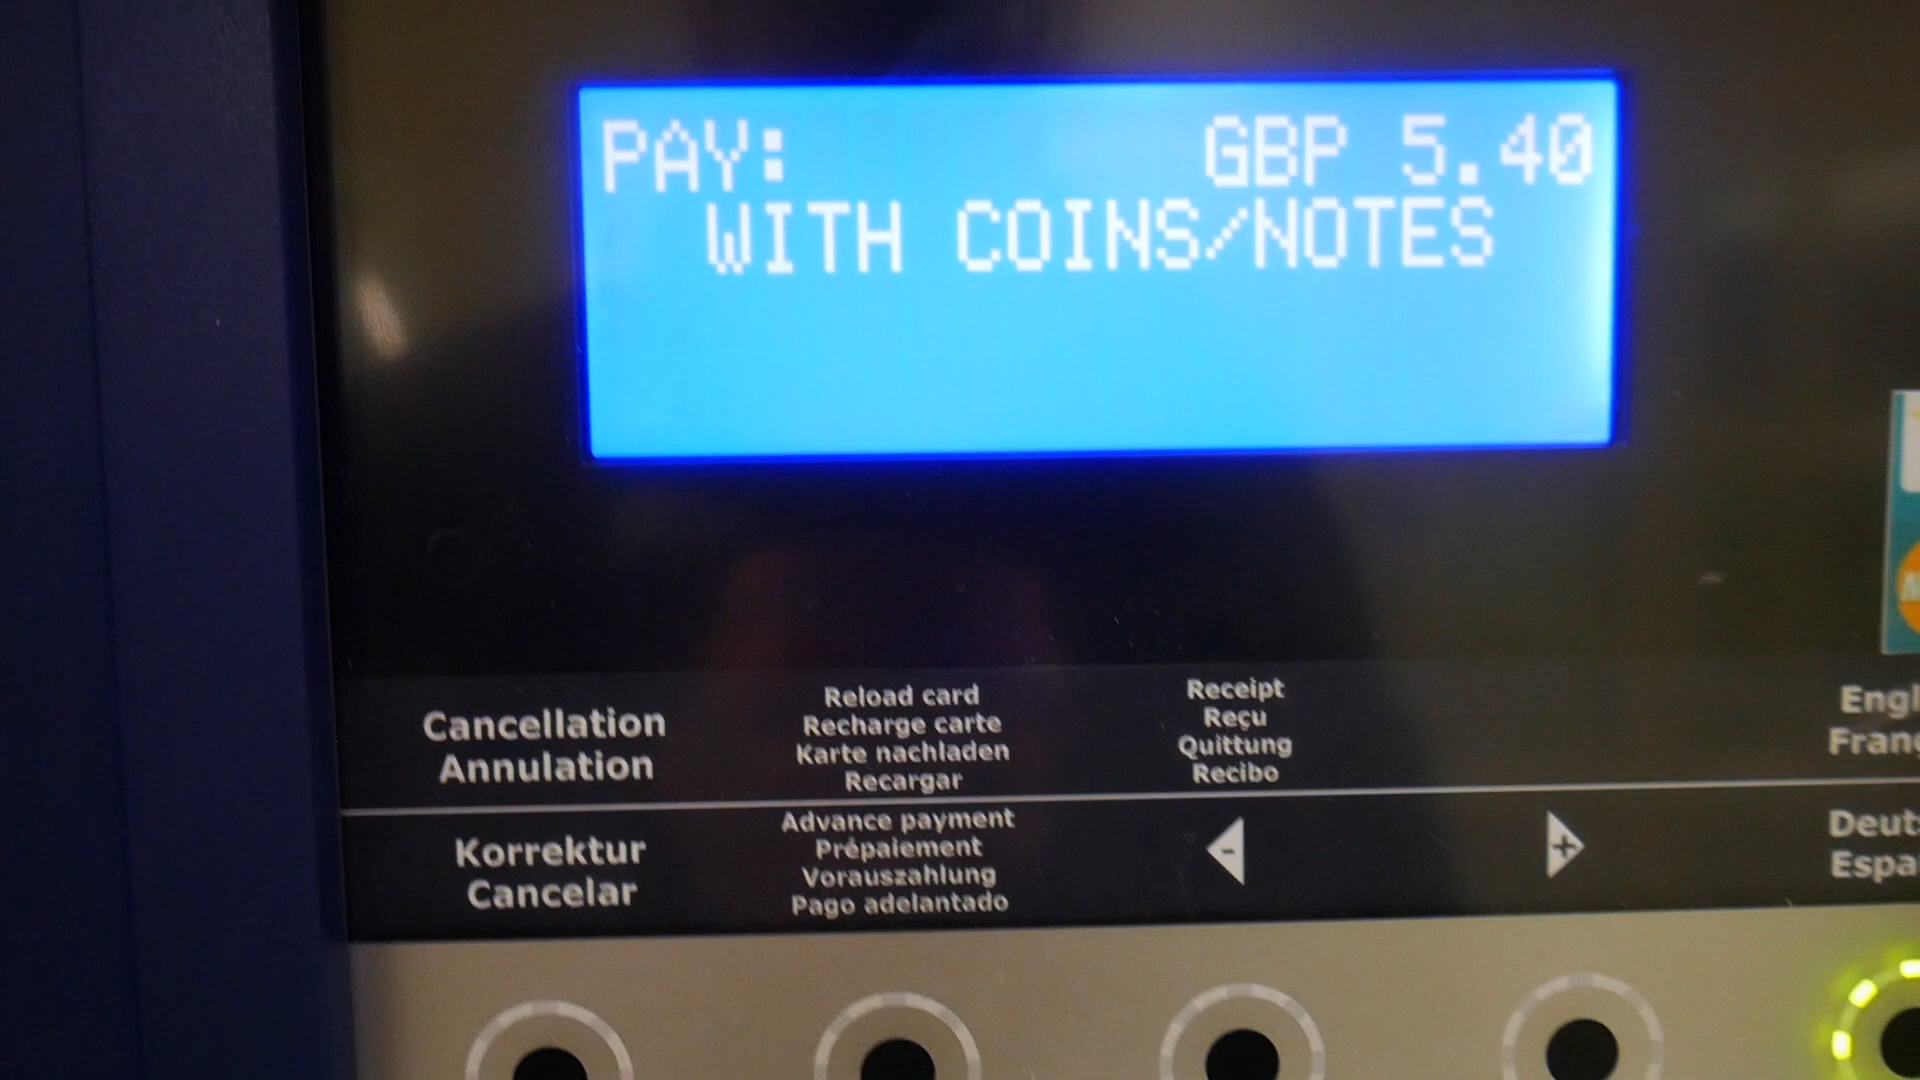 PAY: GBP 5.40
WITH COINS/NOTES
Cancellation
Annulation
Reload card
Recharge carte
Karte nachladen
Recargar
Receipt
Reçu
Quittung
Recibo
Korrektur
Cancelar
Advance payment
Prépaiement
Vorauszahlung
Pago adelantado
-
+